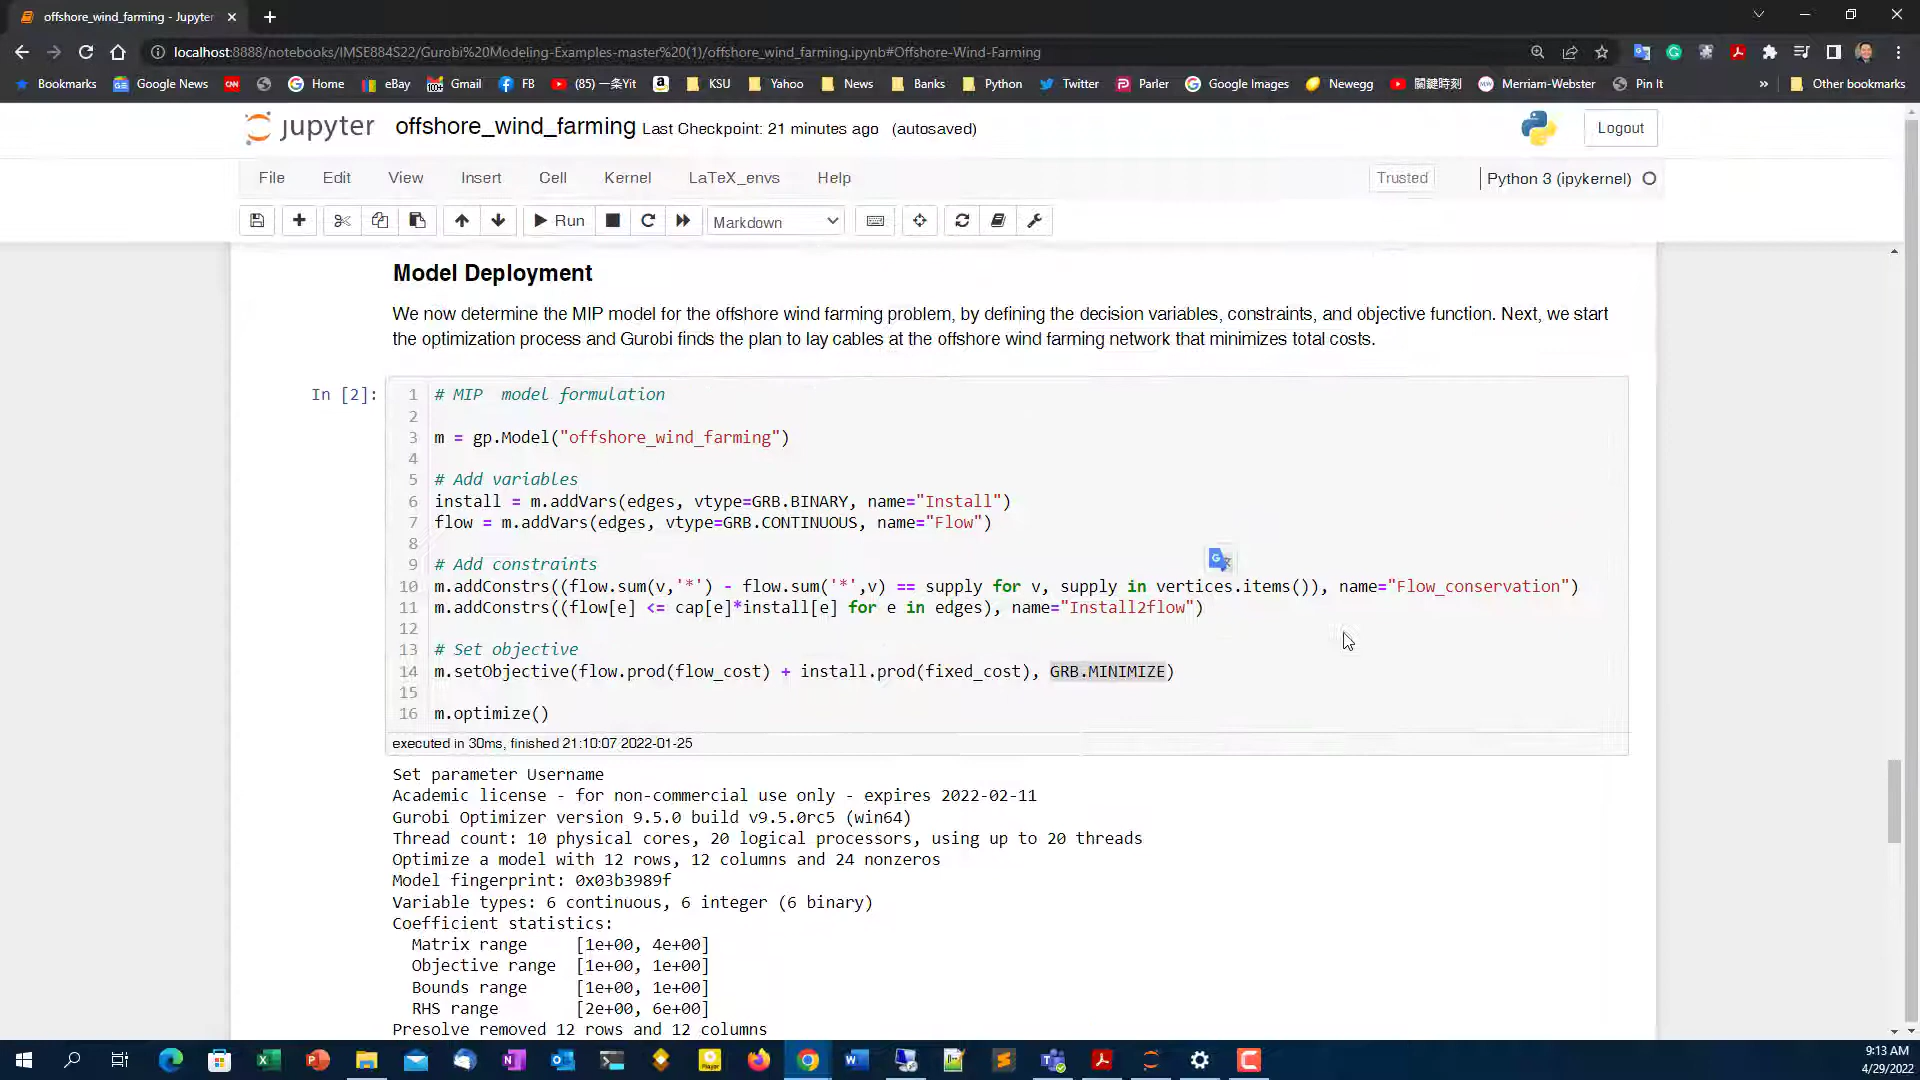 offshore_wind_farming - Jupyter
localhost:8888/notebooks/IMSE884S22/Gurobi%20Modeling-Examples-master%20(1)/offshore_wind_farming.ipynb#Offshore-Wind-Farming
Bookmarks Google News Home eBay Gmail FB (85) 一条Yit KSU Yahoo News Banks Python Twitter Parler Google Images Newegg 關鍵時刻 Merriam-Webster Pin It » Other bookmarks
jupyter offshore_wind_farming Last Checkpoint: 21 minutes ago (autosaved) Logout
File Edit View Insert Cell Kernel LaTeX_envs Help Trusted Python 3 (ipykernel)
Run Markdown
Model Deployment
We now determine the MIP model for the offshore wind farming problem, by defining the decision variables, constraints, and objective function. Next, we start
the optimization process and Gurobi finds the plan to lay cables at the offshore wind farming network that minimizes total costs.
In [2]: 1 # MIP  model formulation
2
3 m = gp.Model("offshore_wind_farming")
4
5 # Add variables
6 install = m.addVars(edges, vtype=GRB.BINARY, name="Install")
7 flow = m.addVars(edges, vtype=GRB.CONTINUOUS, name="Flow")
8
9 # Add constraints
10 m.addConstrs((flow.sum(v,'*') - flow.sum('*',v) == supply for v, supply in vertices.items()), name="Flow_conservation")
11 m.addConstrs((flow[e] <= cap[e]*install[e] for e in edges), name="Install2flow")
12
13 # Set objective
14 m.setObjective(flow.prod(flow_cost) + install.prod(fixed_cost), GRB.MINIMIZE)
15
16 m.optimize()
executed in 30ms, finished 21:10:07 2022-01-25
Set parameter Username
Academic license - for non-commercial use only - expires 2022-02-11
Gurobi Optimizer version 9.5.0 build v9.5.0rc5 (win64)
Thread count: 10 physical cores, 20 logical processors, using up to 20 threads
Optimize a model with 12 rows, 12 columns and 24 nonzeros
Model fingerprint: 0x03b3989f
Variable types: 6 continuous, 6 integer (6 binary)
Coefficient statistics:
Matrix range [1e+00, 4e+00]
Objective range [1e+00, 1e+00]
Bounds range [1e+00, 1e+00]
RHS range [2e+00, 6e+00]
Presolve removed 12 rows and 12 columns
9:13 AM
4/29/2022